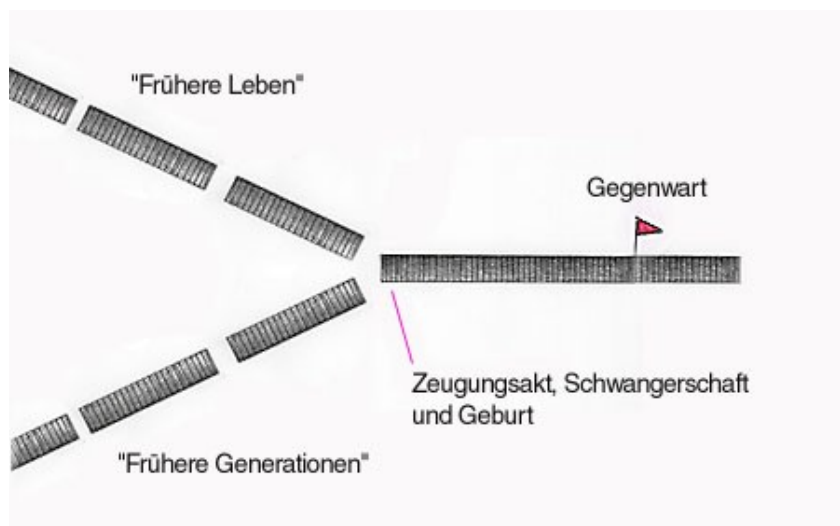 "Frühere Leben"
Gegenwart
Zeugungsakt, Schwangerschaft
und Geburt
"Frühere Generationen"